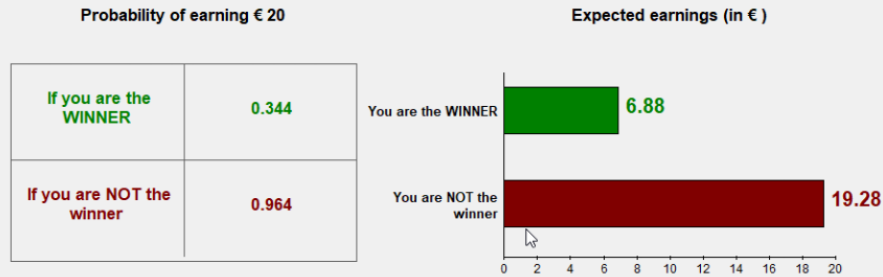 Probability of earning € 20
If you are the
WINNER
0.344
If you are NOT the
winner
0.964
Expected earnings (in € )
You are the WINNER
6.88
You are NOT the
winner
19.28
0 2 4 6 8 10 12 14 16 18 20